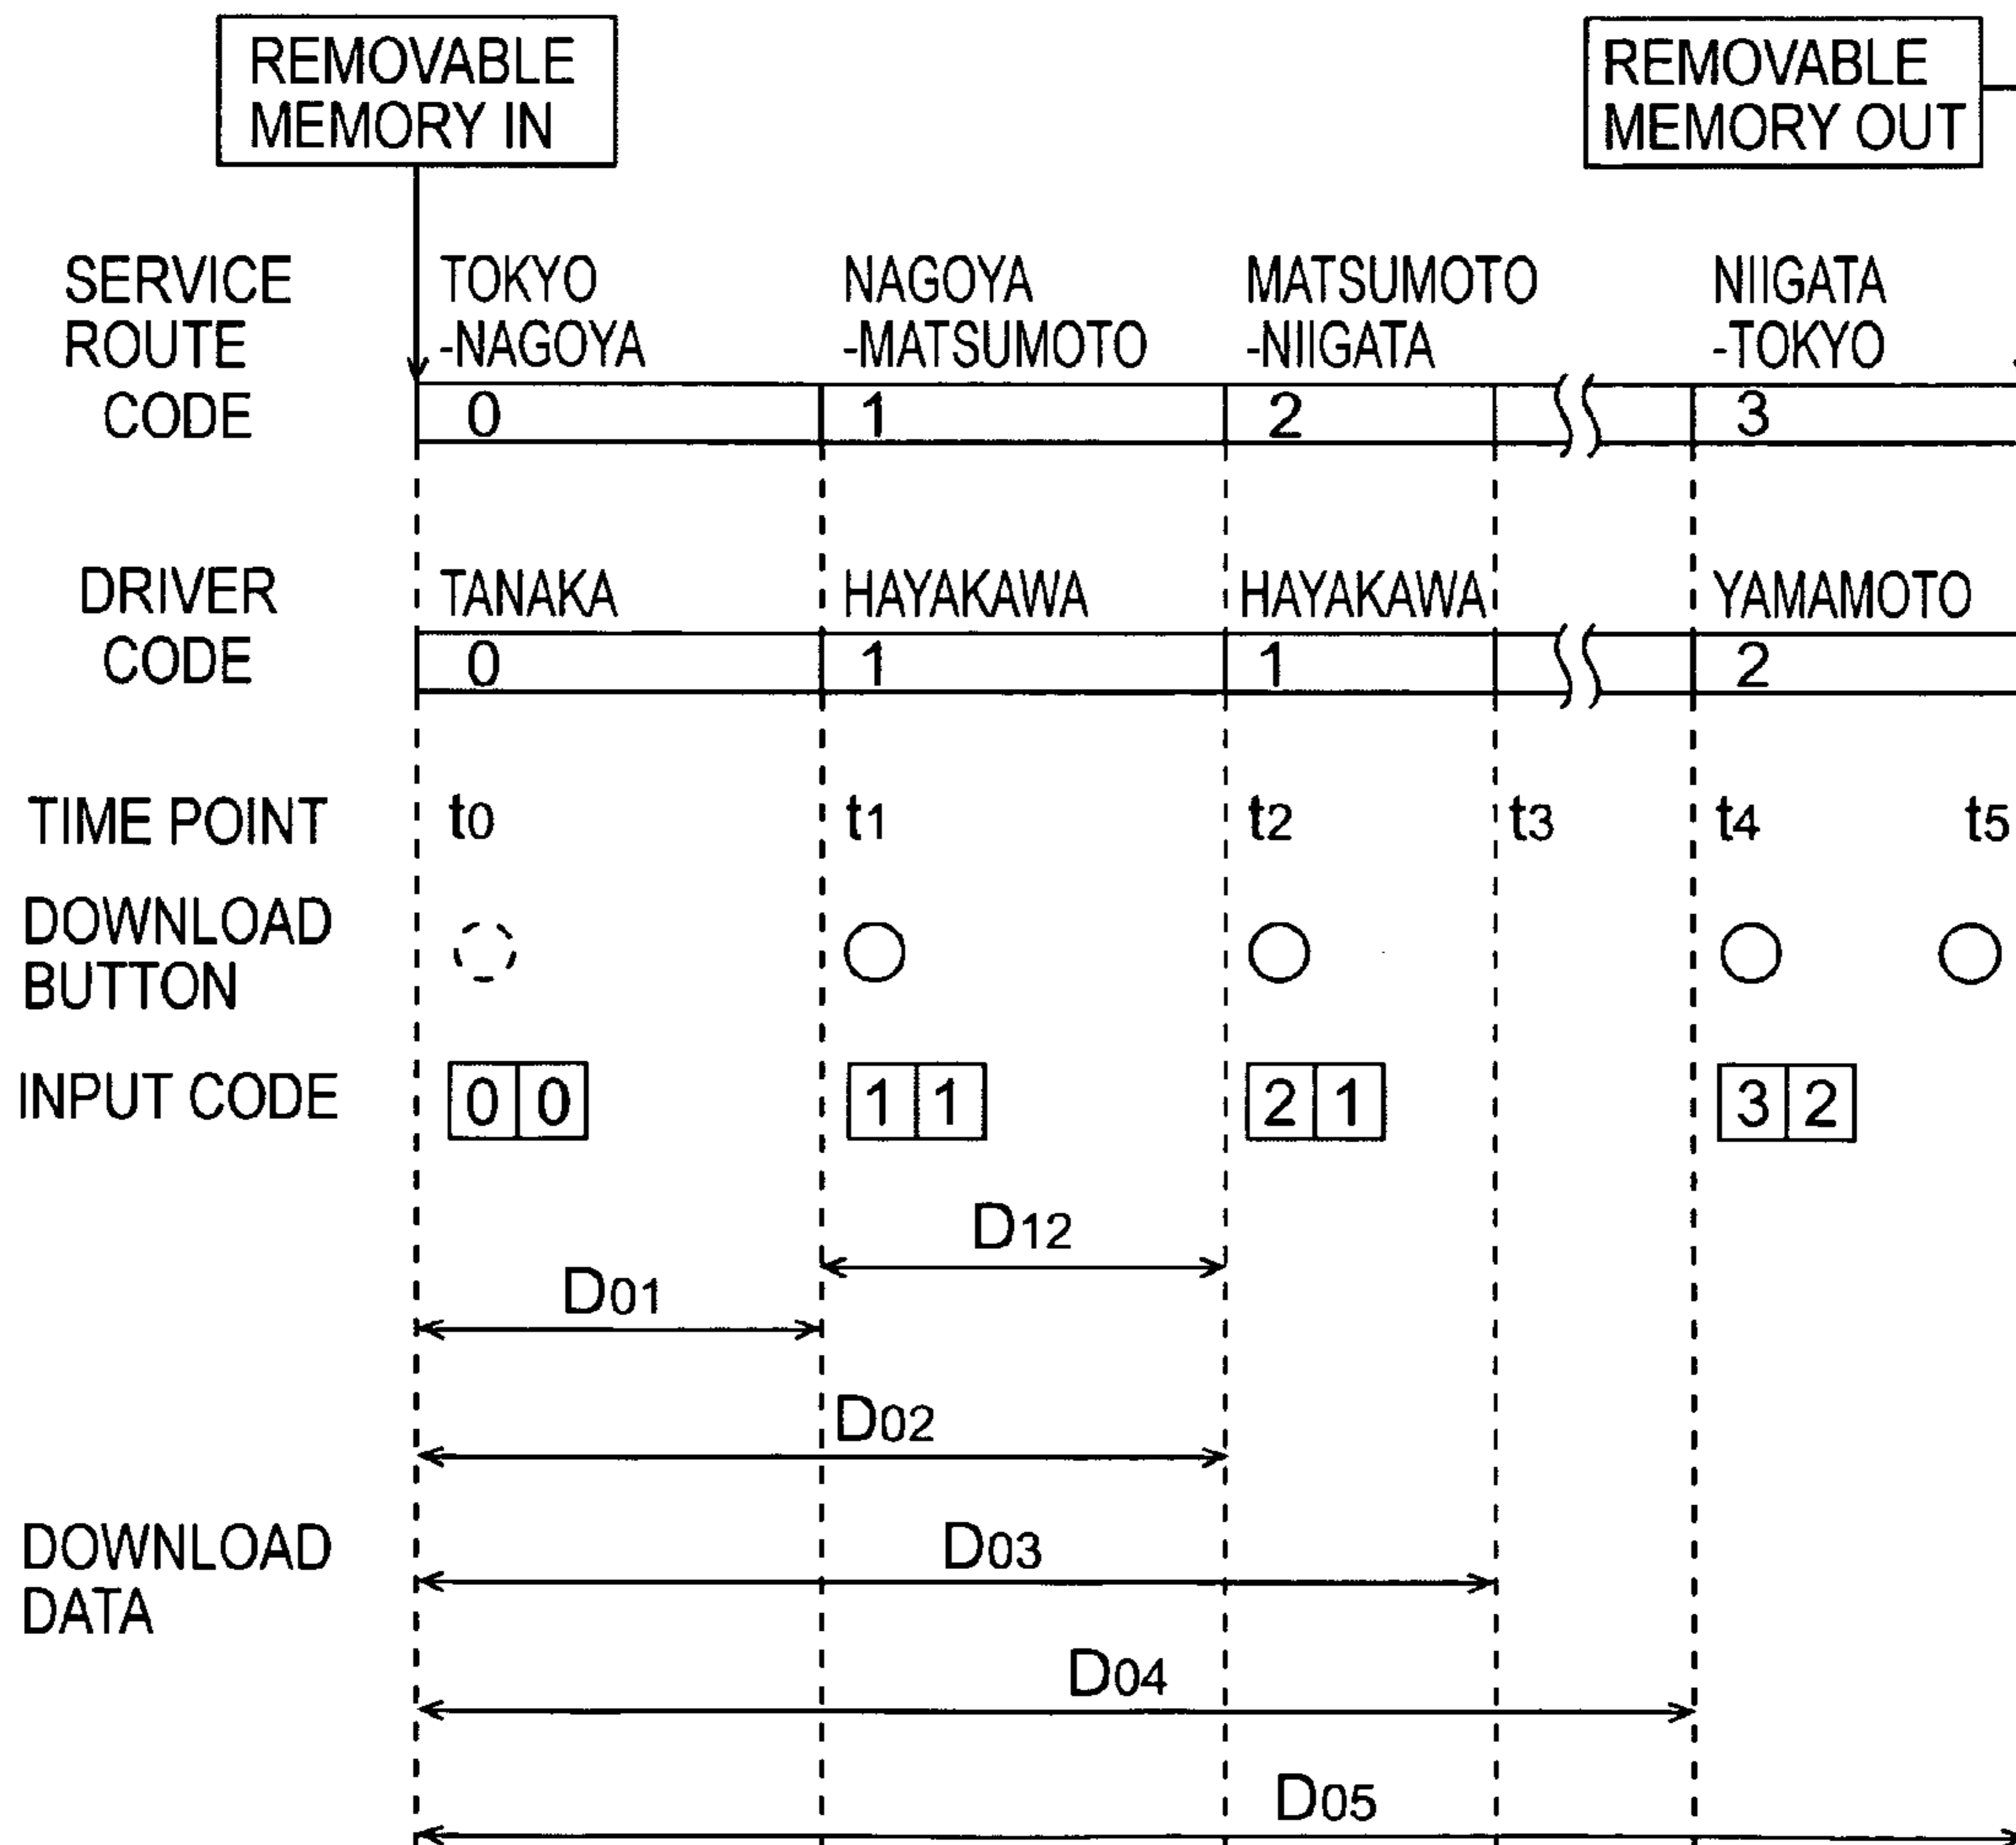 REMOVABLE
MEMORY IN
REMOVABLE
MEMORY OUT
SERVICE
ROUTE
CODE
TOKYO
-NAGOYA
NAGOYA
-MATSUMOTO
MATSUMOTO
-NIIGATA
NIIGATA
-TOKYO
0 1 2 3
DRIVER
CODE
TANAKA HAYAKAWA HAYAKAWA YAMAMOTO
0 1 1 2
TIME POINT t0 t1 t2 t3 t4 t5
DOWNLOAD
BUTTON
INPUT CODE 0 0 1 1 2 1 3 2
D12
D01
D02
DOWNLOAD
DATA
D03
D04
D05